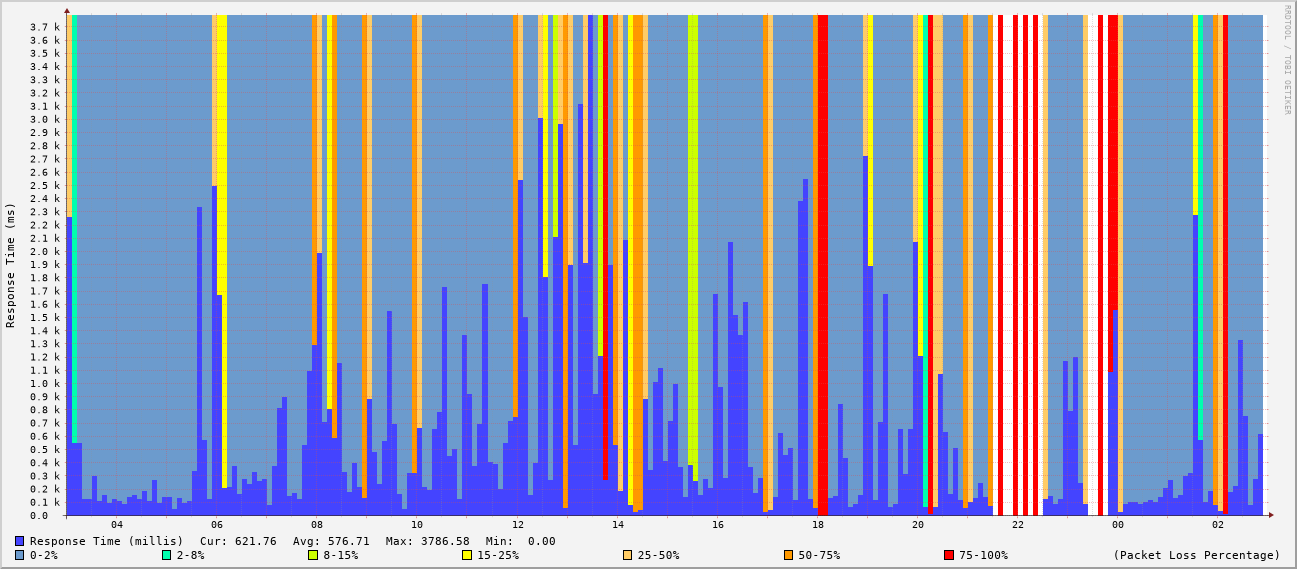 RRDTOOL / TOBI OETIKER
Response Time (ms)
3.7 k
3.6 k
3.5 k
3.4 k
3.3 k
3.2 k
3.1 k
3.0 k
2.9 k
2.8 k
2.7 k
2.6 k
2.5 k
2.4 k
2.3 k
2.2 k
2.1 k
2.0 k
1.9 k
1.8 k
1.7 k
1.6 k
1.5 k
1.4 k
1.3 k
1.2 k
1.1 k
1.0 k
0.9 k
0.8 k
0.7 k
0.6 k
0.5 k
0.4 k
0.3 k
0.2 k
0.1 k
0.0
04 06 08 10 12 14 16 18 20 22 00 02
Response Time (millis) Cur: 621.76 Avg: 576.71 Max: 3786.58 Min: 0.00
0-2% 2-8% 8-15% 15-25% 25-50% 50-75% 75-100% (Packet Loss Percentage)